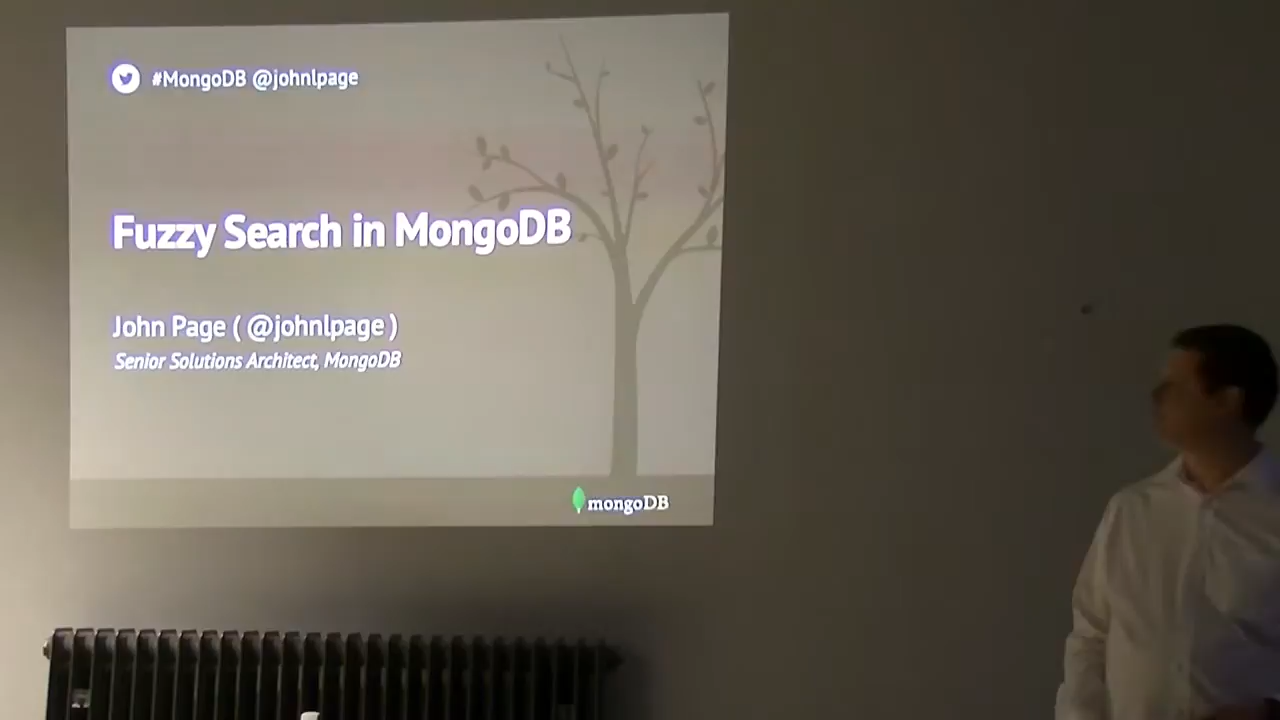 #MongoDB @johnlpage
Fuzzy Search in MongoDB
John Page ( @johnlpage )
Senior Solutions Architect, MongoDB
mongoDB